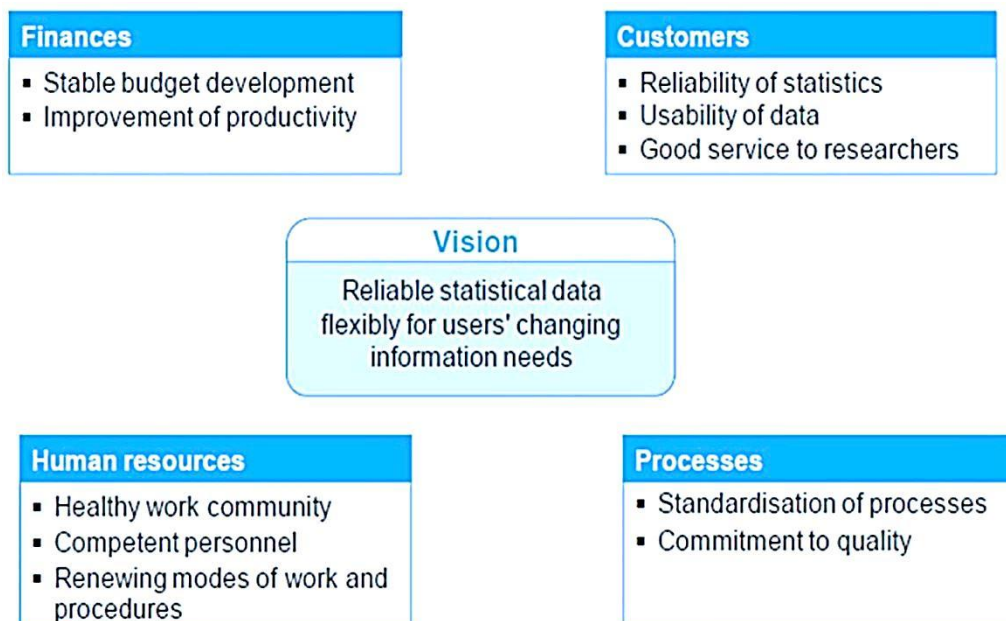 Finances
▪ Stable budget development
▪ Improvement of productivity
Customers
▪ Reliability of statistics
▪ Usability of data
▪ Good service to researchers
Vision
Reliable statistical data
flexibly for users' changing
information needs
Human resources
▪ Healthy work community
▪ Competent personnel
▪ Renewing modes of work and
procedures
Processes
▪ Standardisation of processes
▪ Commitment to quality